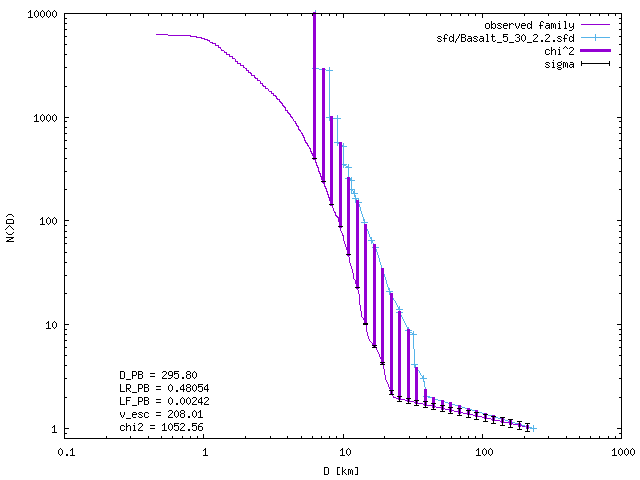 10000
observed family
sfd/Basalt_5_30_2.2.sfd
chi^2
sigma
1000
100
N(>D)
10
D_PB = 295.80
LR_PB = 0.48054
LF_PB = 0.00242
v_esc = 208.01
chi2 = 1052.56
1
0.1 1 10 100 1000
D [km]